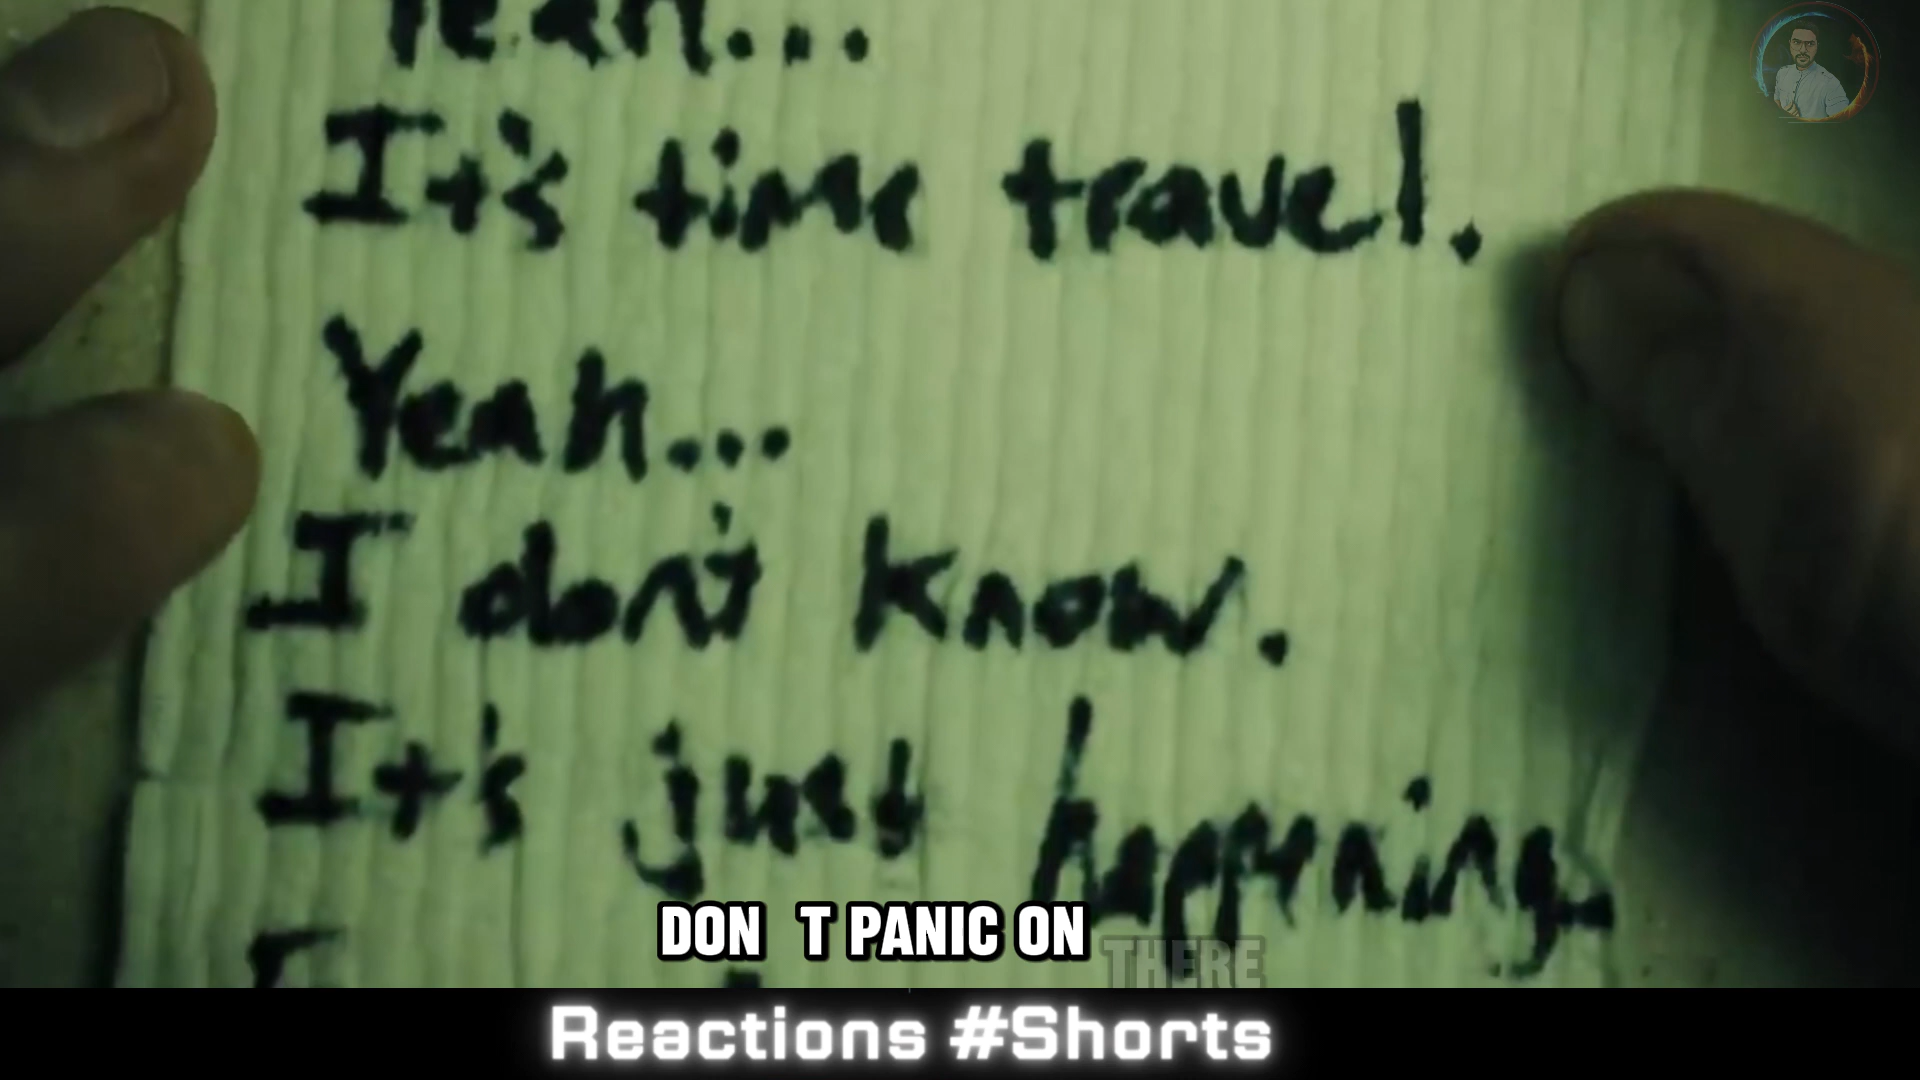 Yeah...
It's time travel.
Yeah...
I don't know.
It's just happening
DON T PANIC ON THERE
Reactions #Shorts